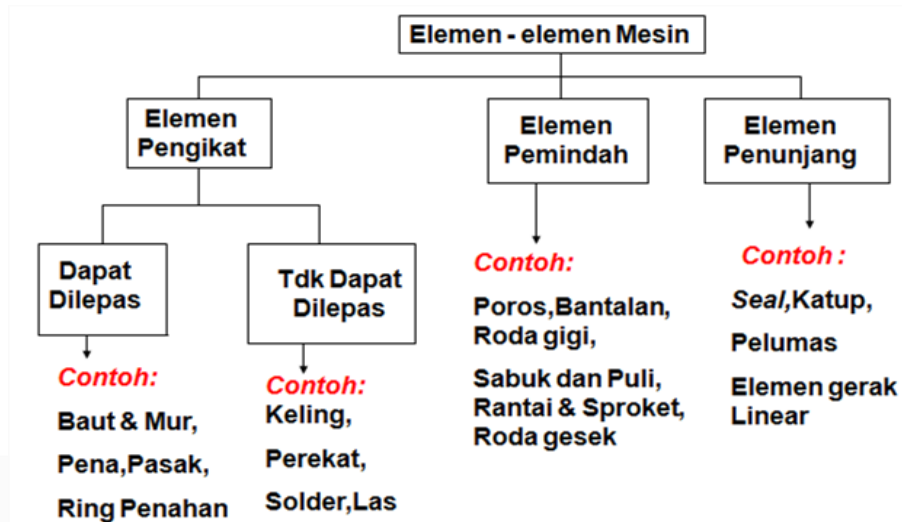 Elemen - elemen Mesin
Elemen
Pengikat
Elemen
Pemindah
Elemen
Penunjang
Dapat
Dilepas
Tdk Dapat
Dilepas
Contoh:
Baut & Mur,
Pena,Pasak,
Ring Penahan
Contoh:
Keling,
Perekat,
Solder,Las
Contoh:
Poros,Bantalan,
Roda gigi,
Sabuk dan Puli,
Rantai & Sproket,
Roda gesek
Contoh :
Seal,Katup,
Pelumas
Elemen gerak
Linear